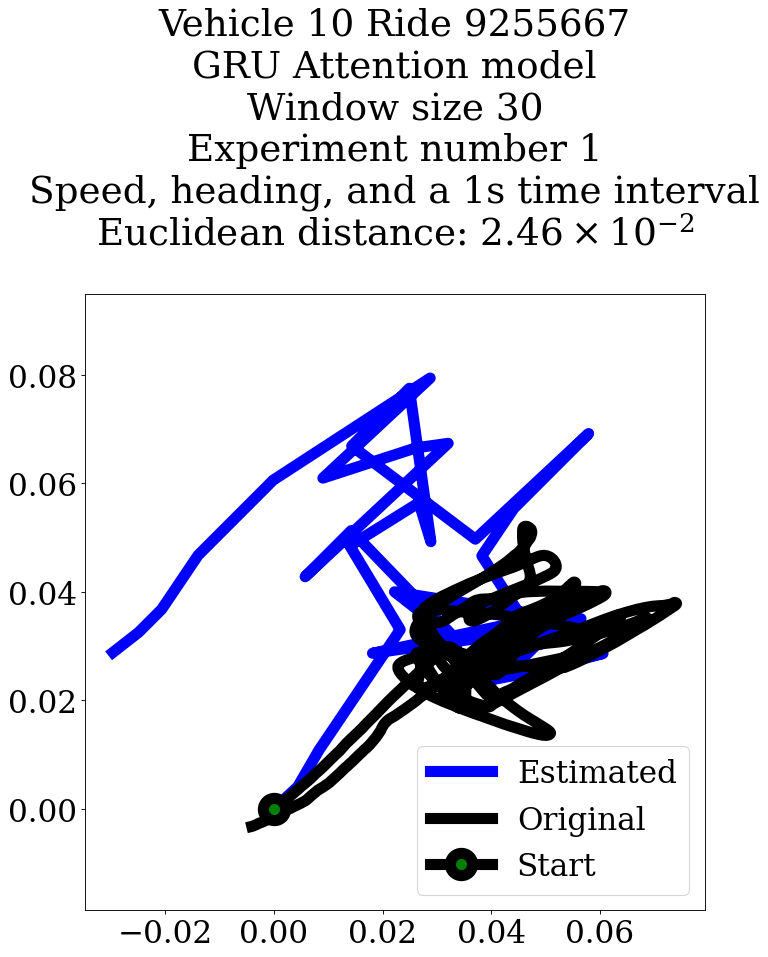 Vehicle 10 Ride 9255667
GRU Attention model
Window size 30
Experiment number 1
Speed, heading, and a 1s time interval
Euclidean distance: 2.46 × 10⁻²
0.08
0.06
0.04
0.02
0.00
Estimated
Original
Start
−0.02 0.00 0.02 0.04 0.06